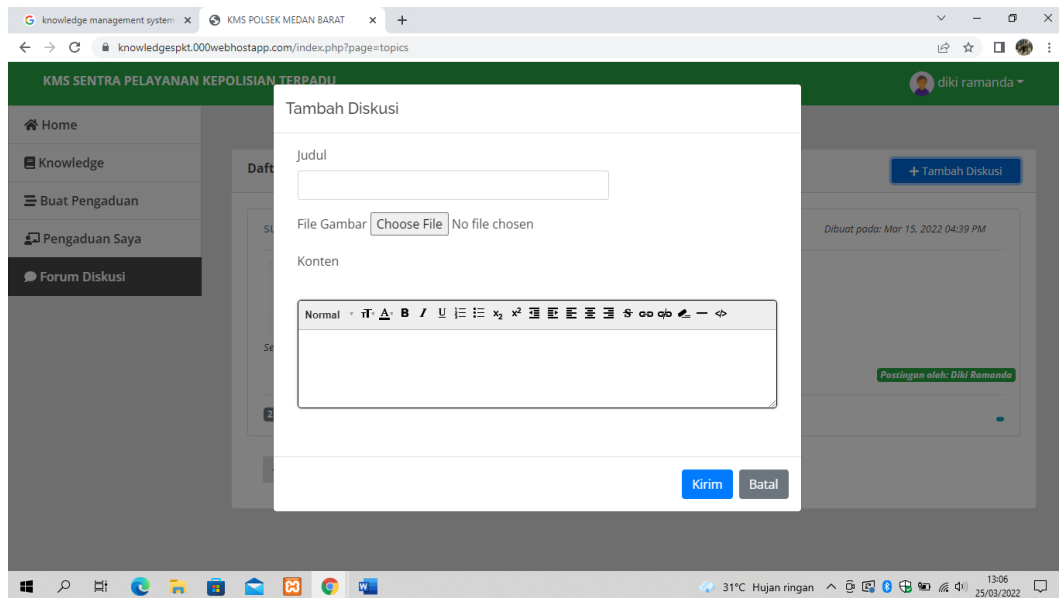 knowledge management system
KMS POLSEK MEDAN BARAT
knowledgespkt.000webhostapp.com/index.php?page=topics
KMS SENTRA PELAYANAN KEPOLISIAN TERPADU
diki ramanda
Home
Knowledge
Buat Pengaduan
Pengaduan Saya
Forum Diskusi
Daft
+ Tambah Diskusi
Dibuat pada: Mar 15, 2022 04:39 PM
Se
Postingan oleh: Diki Ramanda
2
Tambah Diskusi
Judul
File Gambar Choose File No file chosen
Konten
Normal
Kirim Batal
31°C Hujan ringan
13:06
25/03/2022